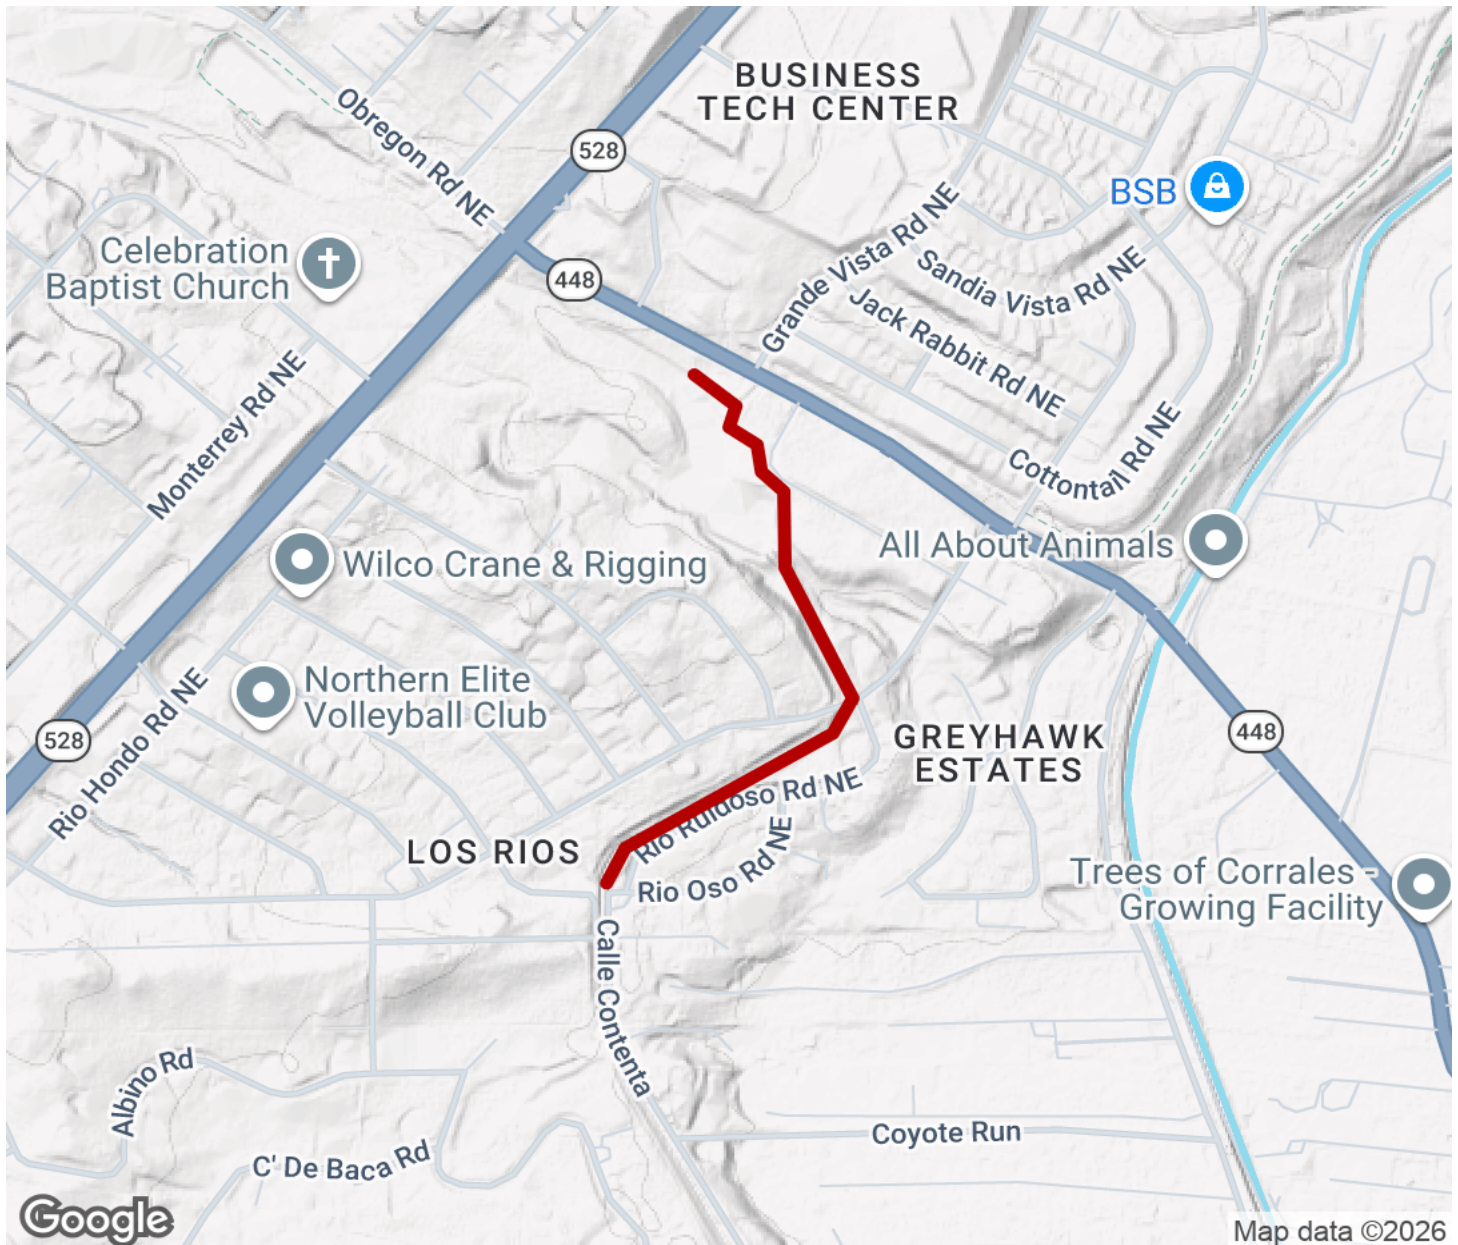 BUSINESS
TECH CENTER
Obregon Rd NE
528
BSB
Celebration
Baptist Church
448
Grande Vista Rd NE
Sandia Vista Rd NE
Jack Rabbit Rd NE
Monterrey Rd NE
Cottontail Rd NE
All About Animals
Wilco Crane & Rigging
Northern Elite
Volleyball Club
Rio Hondo Rd NE
528
GREYHAWK
ESTATES
448
Rio Ruidoso Rd NE
LOS RIOS
Rio Oso Rd NE
Trees of Corrales -
Growing Facility
Calle Contenta
Albino Rd
Coyote Run
C' De Baca Rd
Google
Map data ©2026